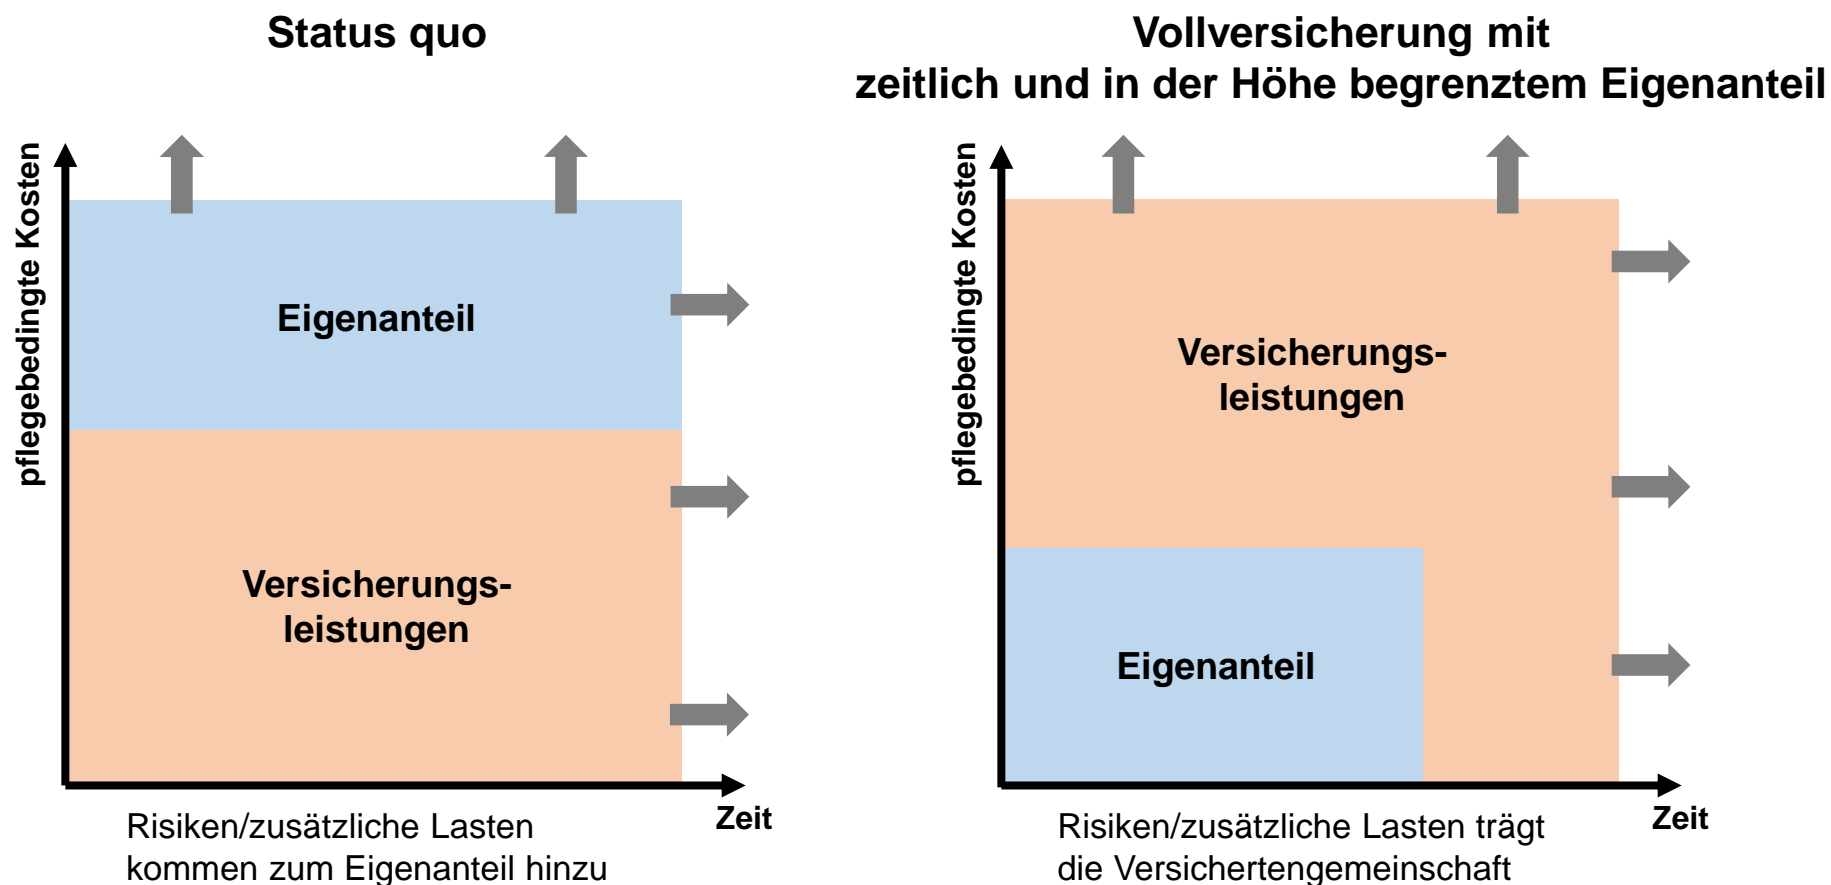 Status quo
pflegebedingte Kosten
Eigenanteil
Versicherungs-
leistungen
Zeit
Risiken/zusätzliche Lasten
kommen zum Eigenanteil hinzu
Vollversicherung mit
zeitlich und in der Höhe begrenztem Eigenanteil
pflegebedingte Kosten
Versicherungs-
leistungen
Eigenanteil
Zeit
Risiken/zusätzliche Lasten trägt
die Versichertengemeinschaft